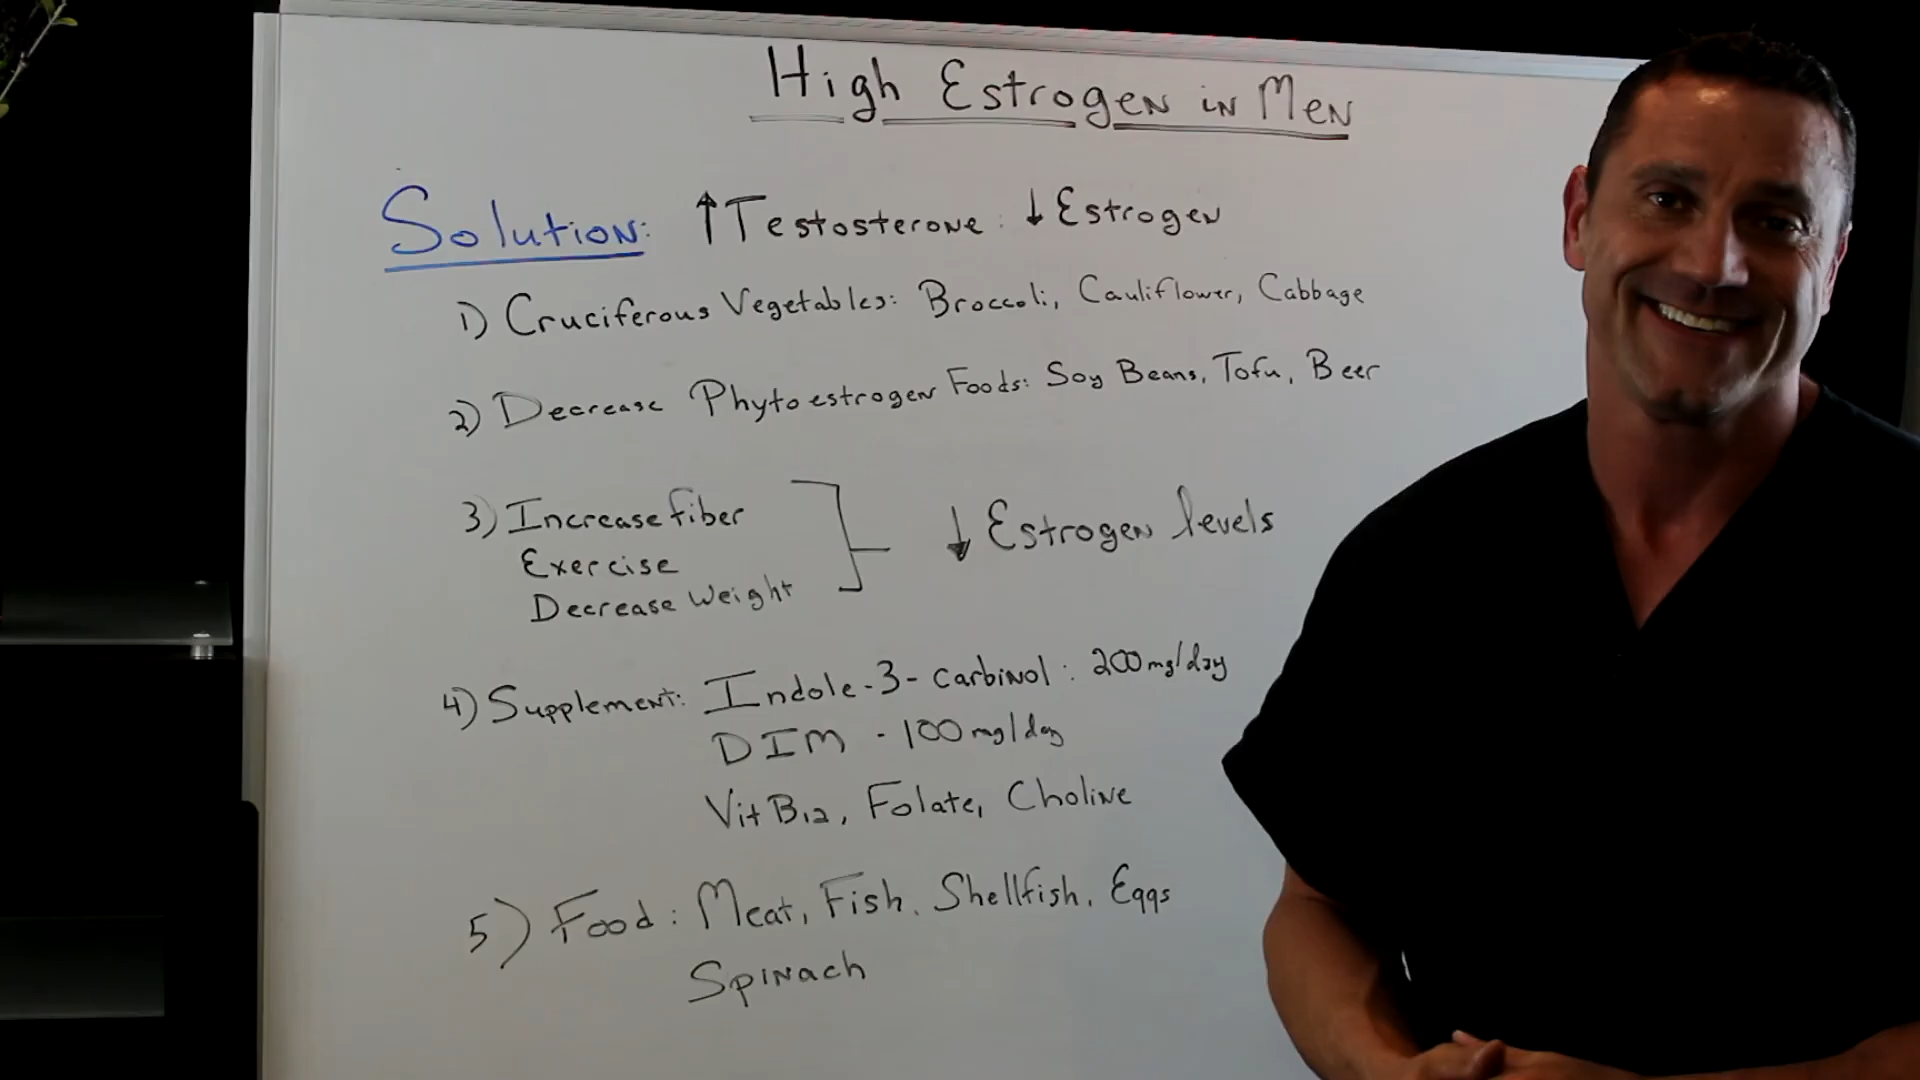 High Estrogen in Men
Solution: ↑Testosterone: ↓Estrogen
1) Cruciferous Vegetables: Broccoli, Cauliflower, Cabbage
2) Decrease Phytoestrogen Foods: Soy Beans, Tofu, Beer
3) Increase fiber
Exercise
Decrease Weight
↓ Estrogen levels
4) Supplement: Indole-3-carbinol: 200mg/day
DIM - 100mg/day
Vit B12, Folate, Choline
5) Food: Meat, Fish, Shellfish, Eggs
Spinach